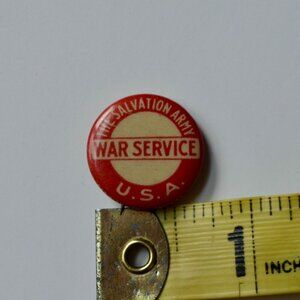 THE SALVATION ARMY
WAR SERVICE
U.S.A.
1
INCH